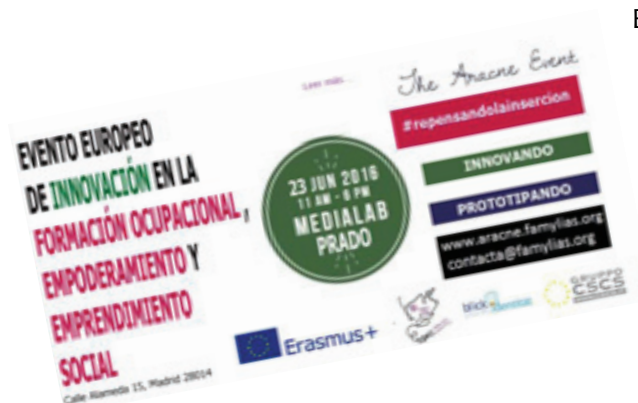 E
Leer más...
The Aracne Event
#repensandolainsercion
EVENTO EUROPEO
DE INNOVACIÓN EN LA
FORMACIÓN OCUPACIONAL,
EMPODERAMIENTO Y
EMPRENDIMIENTO
SOCIAL
Calle Alameda 15, Madrid 28014
23 JUN 2016
11 AM - 6 PM
MEDIALAB
PRADO
INNOVANDO
PROTOTIPANDO
www.aracne.famylias.org
contacta@famylias.org
Erasmus+
GRUPPO
CSCS